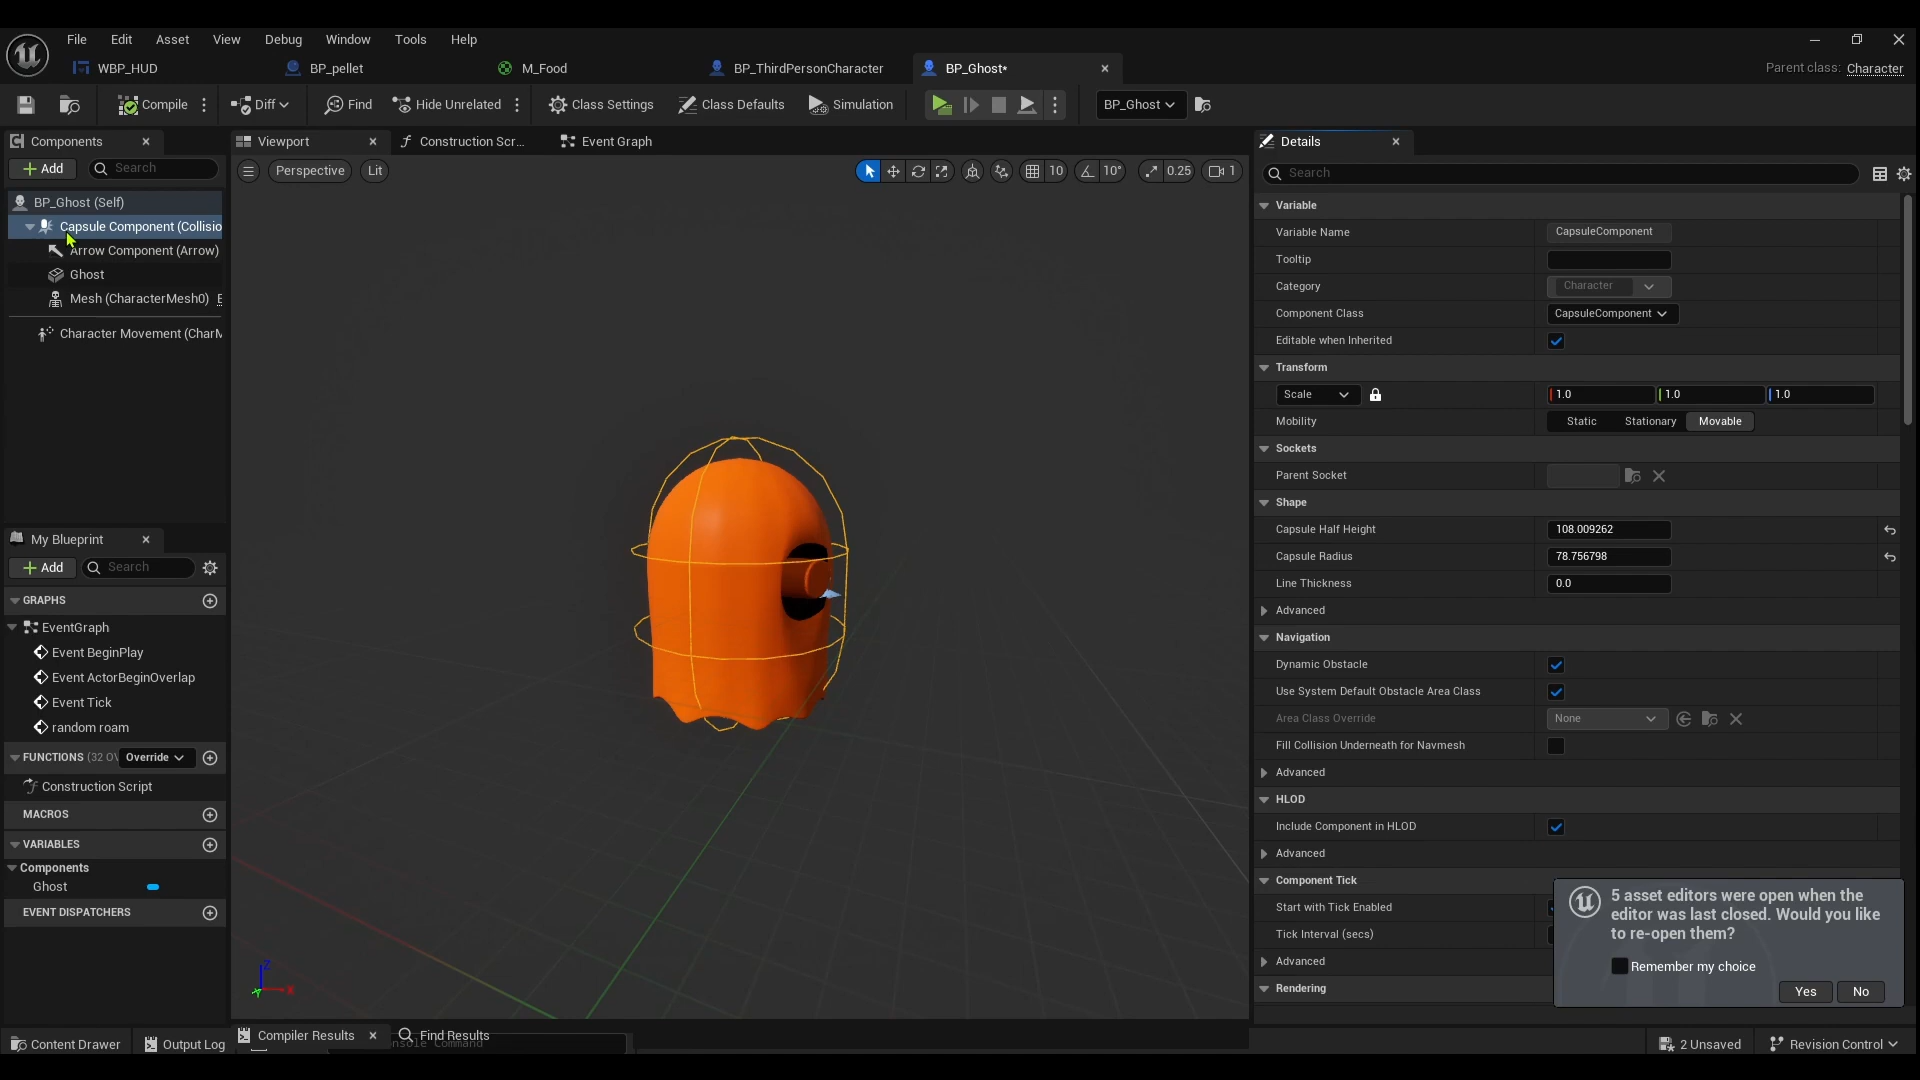 File Edit Asset View Debug Window Tools Help
WBP_HUD BP_pellet M_Food BP_ThirdPersonCharacter BP_Ghost* Parent class: Character
Compile Diff Find Hide Unrelated Class Settings Class Defaults Simulation BP_Ghost
Components
Add Search
BP_Ghost (Self)
Capsule Component (Collisio
Arrow Component (Arrow)
Ghost
Mesh (CharacterMesh0) E
Character Movement (CharM
My Blueprint
Add Search
GRAPHS
EventGraph
Event BeginPlay
Event ActorBeginOverlap
Event Tick
random roam
FUNCTIONS (32 OV Override
Construction Script
MACROS
VARIABLES
Components
Ghost
EVENT DISPATCHERS
Viewport Construction Scr... Event Graph
Perspective Lit 10 10° 0.25 1
Z
X
Y
Compiler Results Find Results
Details
Search
Variable
Variable Name CapsuleComponent
Tooltip
Category Character
Component Class CapsuleComponent
Editable when Inherited
Transform
Scale 1.0 1.0 1.0
Mobility Static Stationary Movable
Sockets
Parent Socket
Shape
Capsule Half Height 108.009262
Capsule Radius 78.756798
Line Thickness 0.0
Advanced
Navigation
Dynamic Obstacle
Use System Default Obstacle Area Class
Area Class Override None
Fill Collision Underneath for Navmesh
Advanced
HLOD
Include Component in HLOD
Advanced
Component Tick
Start with Tick Enabled
Tick Interval (secs)
Advanced
Rendering
5 asset editors were open when the
editor was last closed. Would you like
to re-open them?
Remember my choice
Yes No
Content Drawer Output Log Console Command 2 Unsaved Revision Control